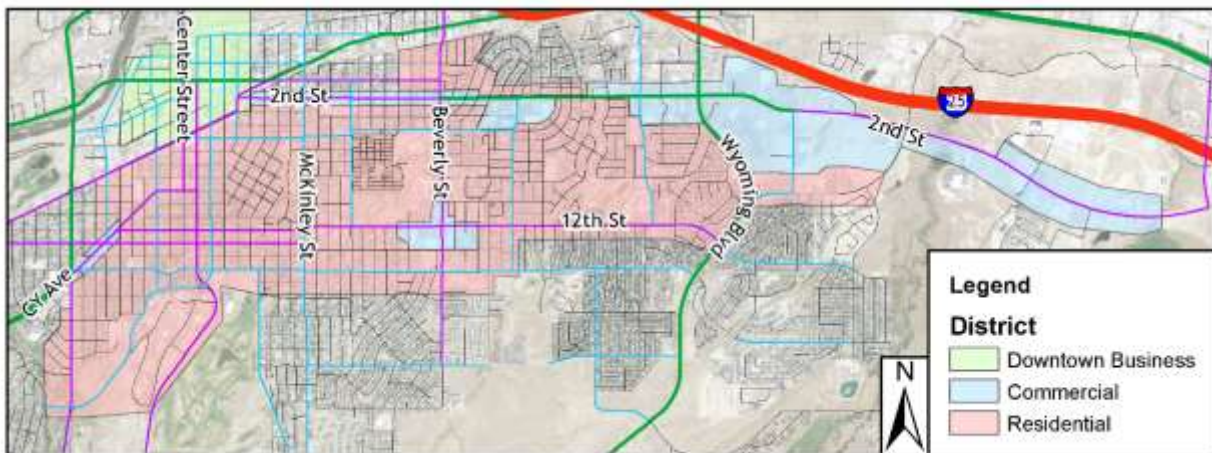 Center Street
2nd St
McKinley St
Beverly St
Wyoming Blvd
25
2nd St
12th St
CY Ave
N
Legend
District
Downtown Business
Commercial
Residential